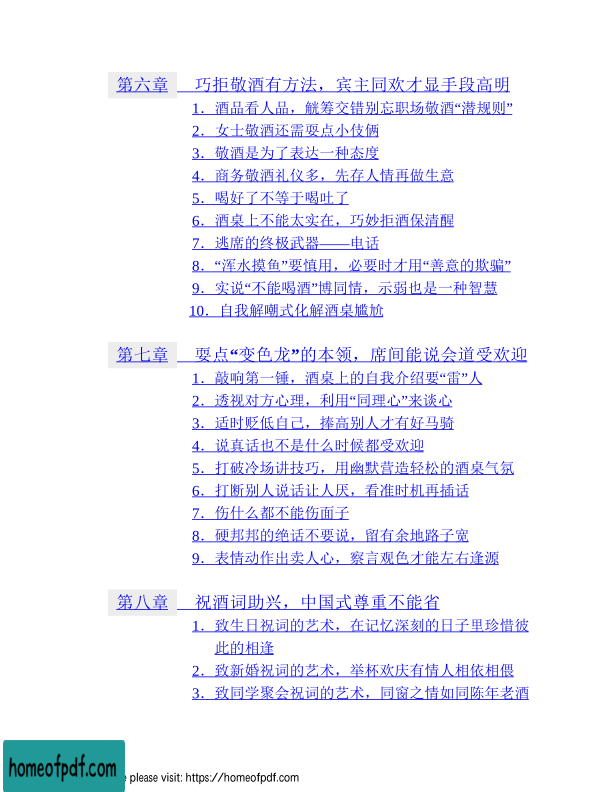 第六章 巧拒敬酒有方法，宾主同欢才显手段高明
1．酒品看人品，觥筹交错别忘职场敬酒“潜规则”
2．女士敬酒还需耍点小伎俩
3．敬酒是为了表达一种态度
4．商务敬酒礼仪多，先存人情再做生意
5．喝好了不等于喝吐了
6．酒桌上不能太实在，巧妙拒酒保清醒
7．逃席的终极武器——电话
8．“浑水摸鱼”要慎用，必要时才用“善意的欺骗”
9．实说“不能喝酒”博同情，示弱也是一种智慧
10．自我解嘲式化解酒桌尴尬
第七章 耍点“变色龙”的本领，席间能说会道受欢迎
1．敲响第一锤，酒桌上的自我介绍要“雷”人
2．透视对方心理，利用“同理心”来谈心
3．适时贬低自己，捧高别人才有好马骑
4．说真话也不是什么时候都受欢迎
5．打破冷场讲技巧，用幽默营造轻松的酒桌气氛
6．打断别人说话让人厌，看准时机再插话
7．伤什么都不能伤面子
8．硬邦邦的绝话不要说，留有余地路子宽
9．表情动作出卖人心，察言观色才能左右逢源
第八章 祝酒词助兴，中国式尊重不能省
1．致生日祝词的艺术，在记忆深刻的日子里珍惜彼
此的相逢
2．致新婚祝词的艺术，举杯欢庆有情人相依相偎
3．致同学聚会祝词的艺术，同窗之情如同陈年老酒
homeofpdf.com
please visit: https://homeofpdf.com